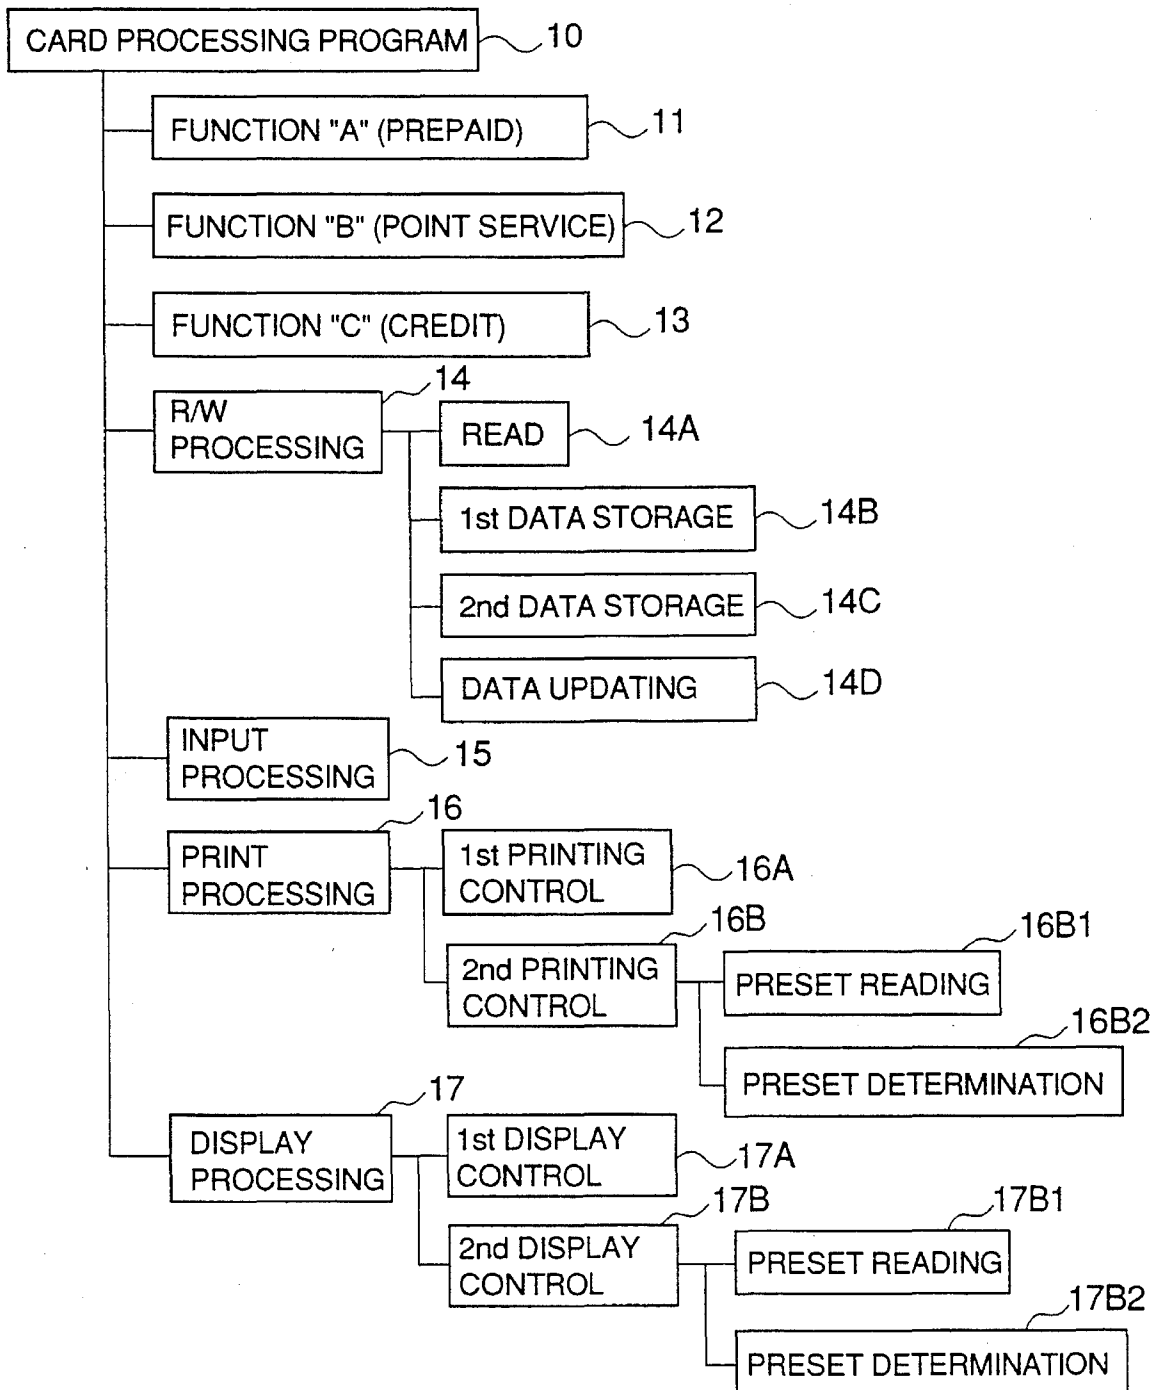 CARD PROCESSING PROGRAM 10
FUNCTION "A" (PREPAID) 11
FUNCTION "B" (POINT SERVICE) 12
FUNCTION "C" (CREDIT) 13
14
R/W
PROCESSING
READ 14A
1st DATA STORAGE 14B
2nd DATA STORAGE 14C
DATA UPDATING 14D
INPUT
PROCESSING
15
16
PRINT
PROCESSING
1st PRINTING
CONTROL
16A
16B
2nd PRINTING
CONTROL
16B1
PRESET READING
16B2
PRESET DETERMINATION
17
DISPLAY
PROCESSING
1st DISPLAY
CONTROL
17A
17B
2nd DISPLAY
CONTROL
17B1
PRESET READING
17B2
PRESET DETERMINATION